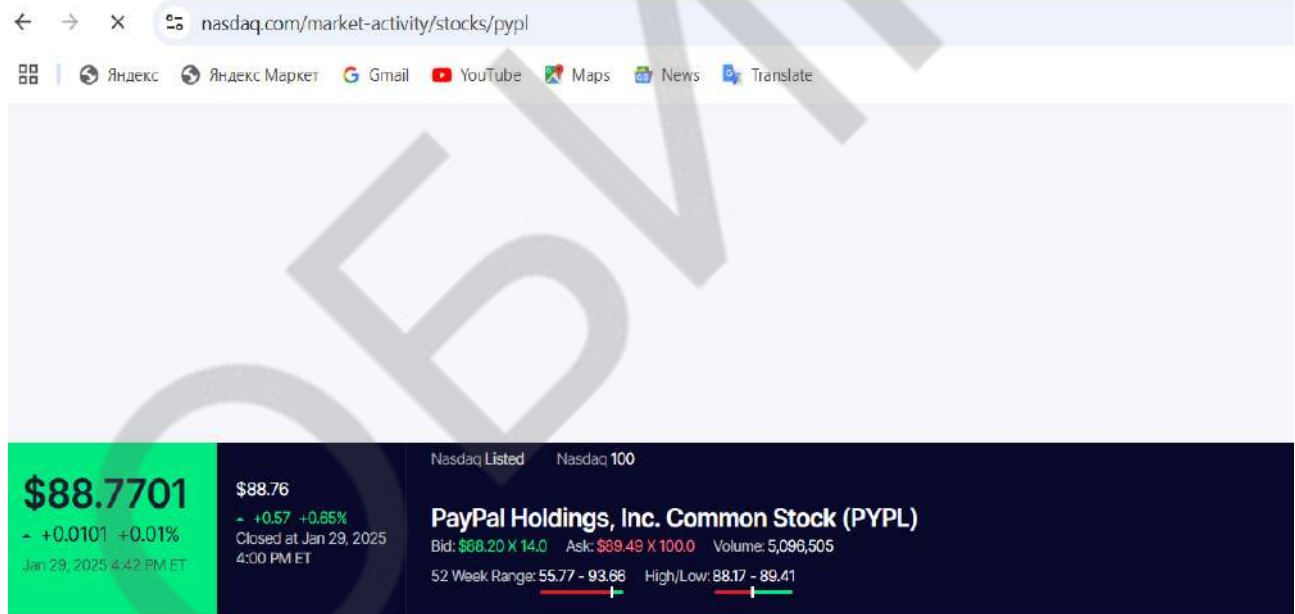 nasdaq.com/market-activity/stocks/pypl
Яндекс Яндекс Маркет Gmail YouTube Maps News Translate
$88.7701
+0.0101 +0.01%
Jan 29, 2025 4:42 PM ET
$88.76
+0.57 +0.65%
Closed at Jan 29, 2025
4:00 PM ET
Nasdaq Listed Nasdaq 100
PayPal Holdings, Inc. Common Stock (PYPL)
Bid: $88.20 X 14.0 Ask: $89.49 X 100.0 Volume: 5,096,505
52 Week Range: 55.77 - 93.66 High/Low: 88.17 - 89.41